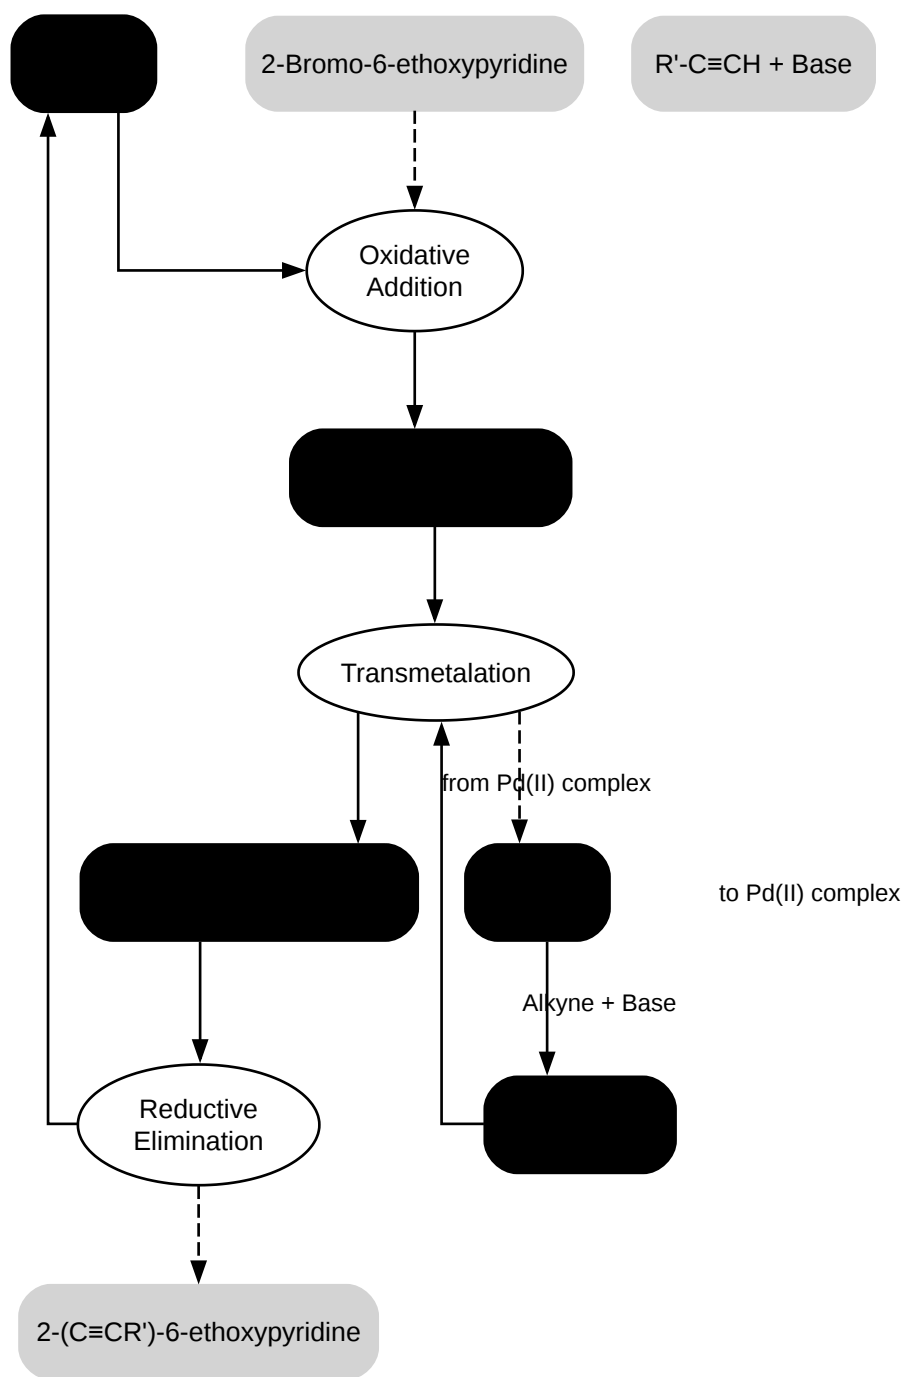 2-Bromo-6-ethoxypyridine
R'-C≡CH + Base
Oxidative
Addition
Transmetalation
from Pd(II) complex
to Pd(II) complex
Alkyne + Base
Reductive
Elimination
2-(C≡CR')-6-ethoxypyridine